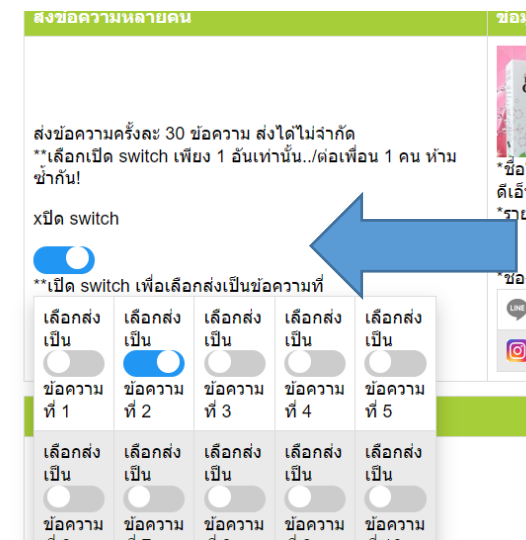 ส่งข้อความหลายคน
ส่งข้อความครั้งละ 30 ข้อความ ส่งได้ไม่จำกัด
**เลือกเปิด switch เพียง 1 อันเท่านั้น../ต่อเพื่อน 1 คน ห้าม
ซ้ำกัน!
xปิด switch
**เปิด switch เพื่อเลือกส่งเป็นข้อความที่
เลือกส่ง เลือกส่ง เลือกส่ง เลือกส่ง เลือกส่ง
เป็น เป็น เป็น เป็น เป็น
ข้อความ ข้อความ ข้อความ ข้อความ ข้อความ
ที่ 1 ที่ 2 ที่ 3 ที่ 4 ที่ 5
เลือกส่ง เลือกส่ง เลือกส่ง เลือกส่ง เลือกส่ง
เป็น เป็น เป็น เป็น เป็น
ข้อความ ข้อความ ข้อความ ข้อความ ข้อความ
*ชื่อ
LINE